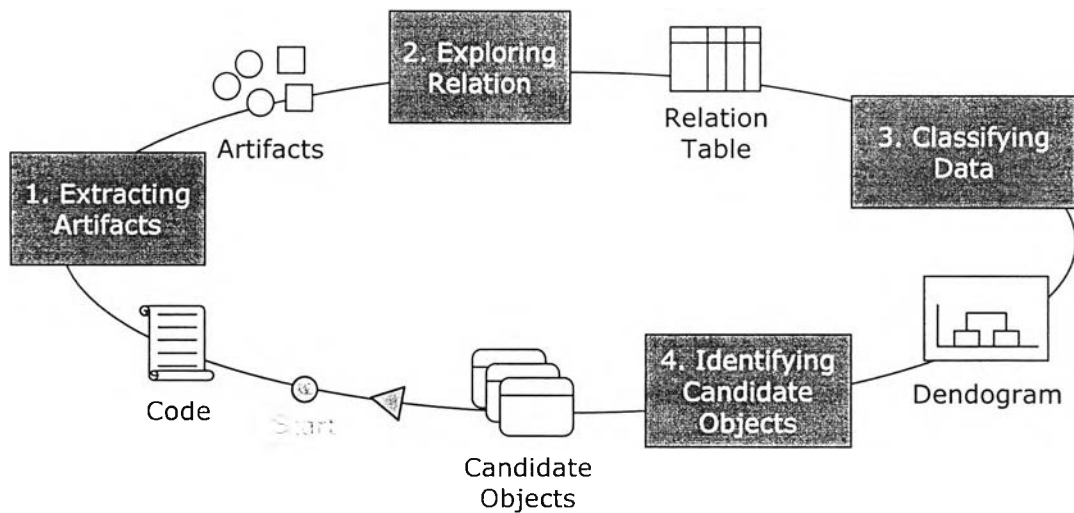 1. Extracting
Artifacts
Artifacts
2. Exploring
Relation
Relation
Table
3. Classifying
Data
Dendogram
4. Identifying
Candidate
Objects
Candidate
Objects
Start
Code